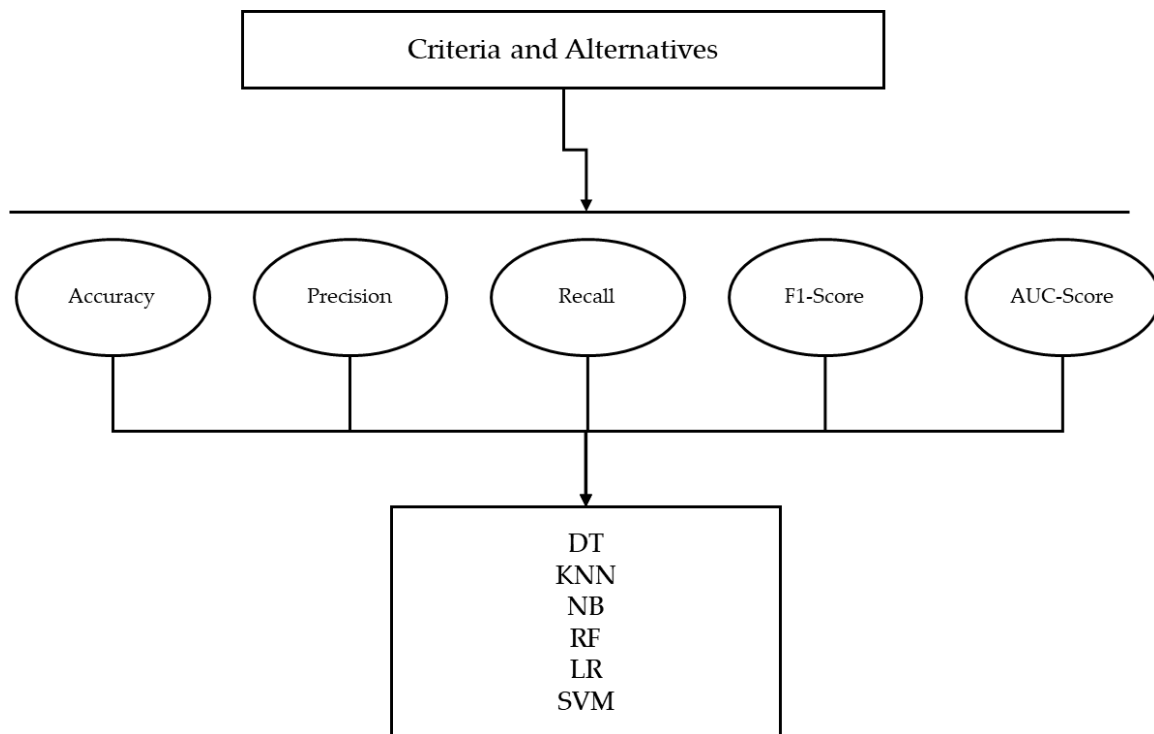 Criteria and Alternatives
Accuracy
Precision
Recall
F1-Score
AUC-Score
DT
KNN
NB
RF
LR
SVM